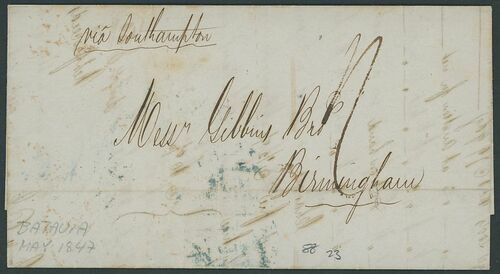 via Southampton
Messrs Gibbins Bros
Birmingham
BATAVIA
MAY 1847
23